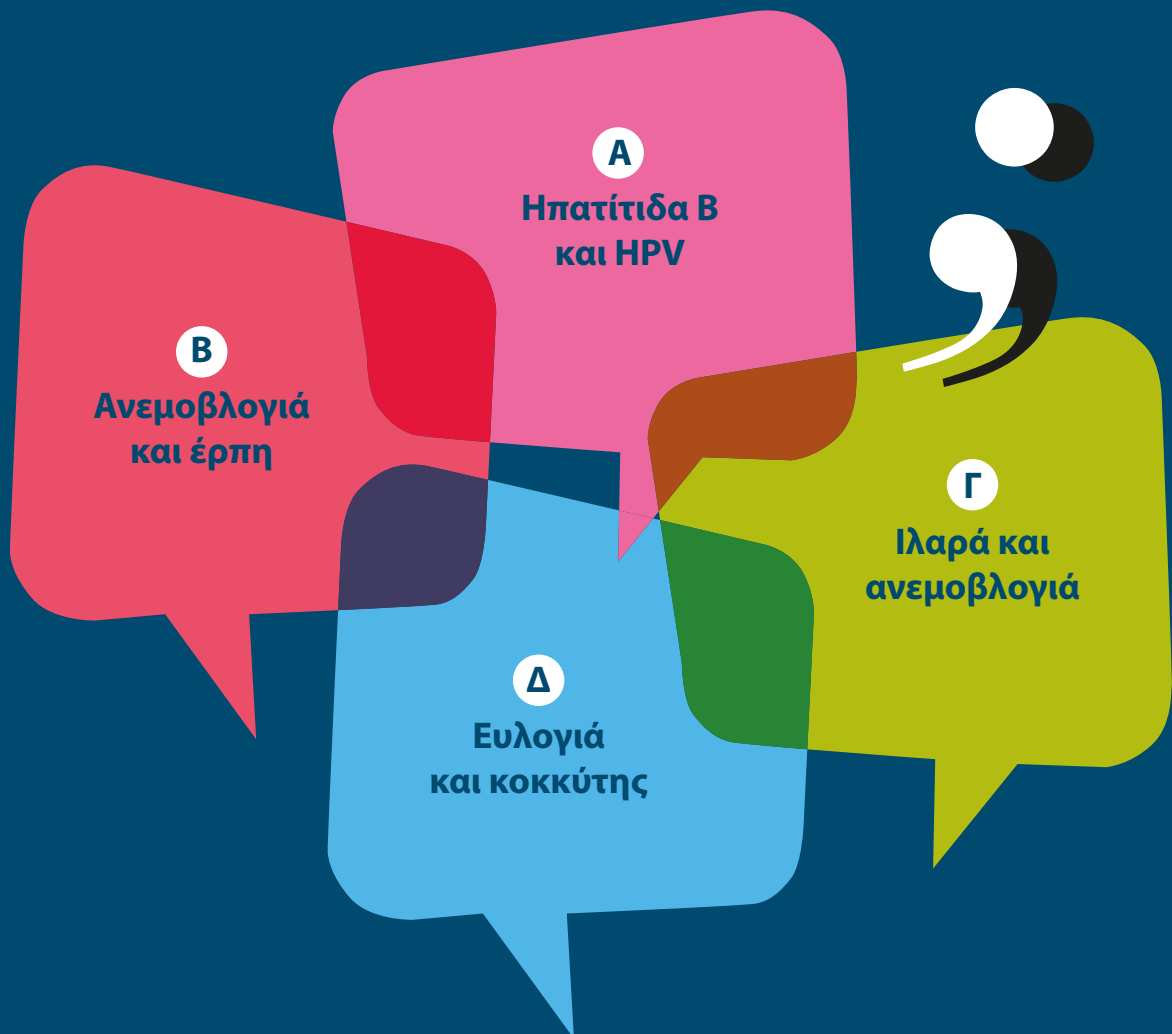 Α
Ηπατίτιδα Β
και HPV
Β
Ανεμοβλογιά
και έρπη
Γ
Ιλαρά και
ανεμοβλογιά
Δ
Ευλογιά
και κοκκύτης
;